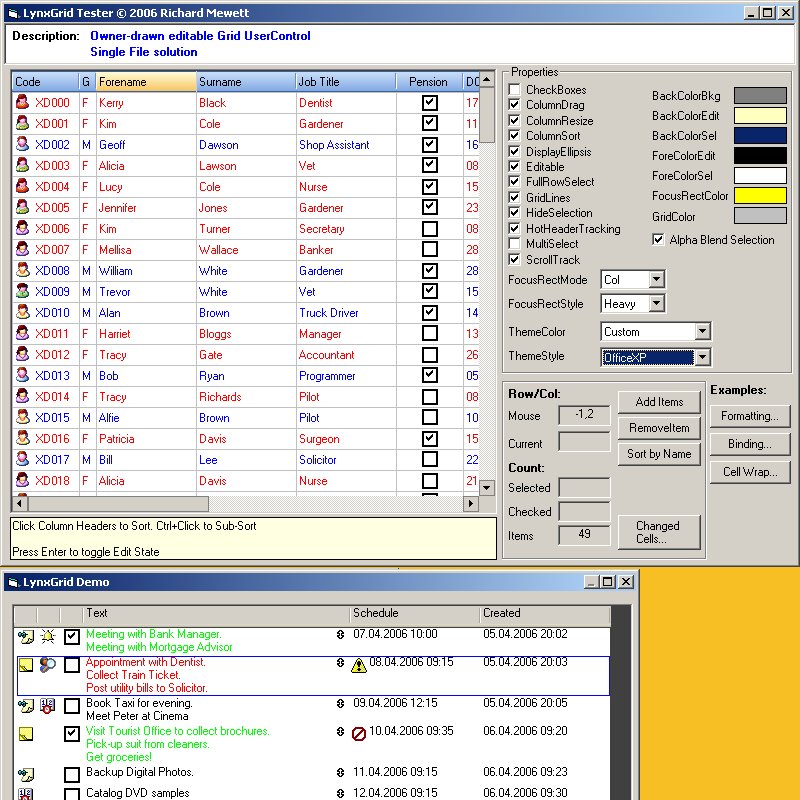 LynxGrid Tester © 2006 Richard Mewett
Description: Owner-drawn editable Grid UserControl
Single File solution
Code G Forename Surname Job Title Pension DO
XD000 F Kerry Black Dentist 17
XD001 F Kim Cole Gardener 11
XD002 M Geoff Dawson Shop Assistant 16
XD003 F Alicia Lawson Vet 08
XD004 F Lucy Cole Nurse 15
XD005 F Jennifer Jones Gardener 23
XD006 F Kim Turner Secretary 08
XD007 F Mellisa Wallace Banker 08
XD008 M William White Gardener 28
XD009 M Trevor White Vet 15
XD010 M Alan Brown Truck Driver 14
XD011 F Harriet Bloggs Manager 13
XD012 F Tracy Gate Accountant 26
XD013 M Bob Ryan Programmer 05
XD014 F Tracy Richards Pilot 08
XD015 M Alfie Brown Pilot 10
XD016 F Patricia Davis Surgeon 15
XD017 M Bill Lee Solicitor 22
XD018 F Alicia Davis Nurse 21
Click Column Headers to Sort. Ctrl+Click to Sub-Sort
Press Enter to toggle Edit State
Properties
CheckBoxes
ColumnDrag
ColumnResize
ColumnSort
DisplayEllipsis
Editable
FullRowSelect
GridLines
HideSelection
HotHeaderTracking
MultiSelect
ScrollTrack
BackColorBkg
BackColorEdit
BackColorSel
ForeColorEdit
ForeColorSel
FocusRectColor
GridColor
Alpha Blend Selection
FocusRectMode Col
FocusRectStyle Heavy
ThemeColor Custom
ThemeStyle OfficeXP
Row/Col:
Mouse -1,2
Current
Count:
Selected
Checked
Items 49
Add Items
RemoveItem
Sort by Name
Changed
Cells...
Examples:
Formatting...
Binding...
Cell Wrap...
LynxGrid Demo
Text Schedule Created
Meeting with Bank Manager. 07.04.2006 10:00 05.04.2006 20:02
Meeting with Mortgage Advisor
Appointment with Dentist. 08.04.2006 09:15 05.04.2006 20:03
Collect Train Ticket.
Post utility bills to Solicitor.
Book Taxi for evening. 09.04.2006 12:15 05.04.2006 20:05
Meet Peter at Cinema
Visit Tourist Office to collect brochures. 10.04.2006 09:35 06.04.2006 09:20
Pick-up suit from cleaners.
Get groceries!
Backup Digital Photos. 11.04.2006 09:15 06.04.2006 09:23
Catalog DVD samples 12.04.2006 09:15 06.04.2006 09:30